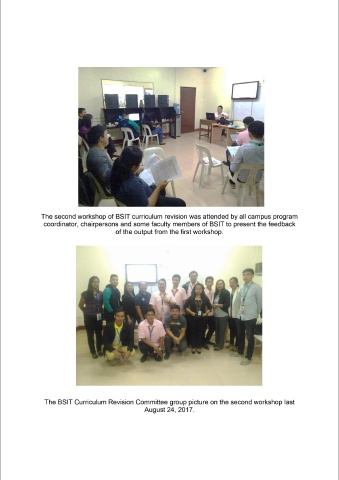 The second workshop of BSIT curriculum revision was attended by all campus program
coordinator, chairpersons and some faculty members of BSIT to present the feedback
of the output from the first workshop.
The BSIT Curriculum Revision Committee group picture on the second workshop last
August 24, 2017.